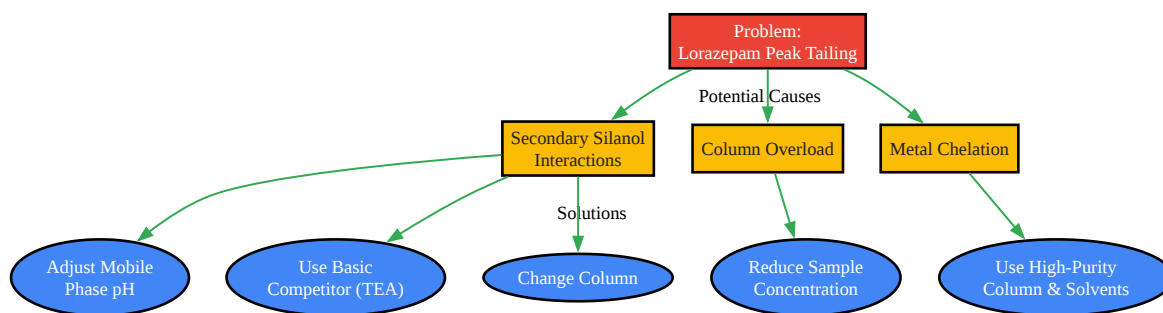 Problem:
Lorazepam Peak Tailing
Potential Causes
Secondary Silanol
Interactions
Column Overload
Metal Chelation
Solutions
Adjust Mobile
Phase pH
Use Basic
Competitor (TEA)
Change Column
Reduce Sample
Concentration
Use High-Purity
Column & Solvents